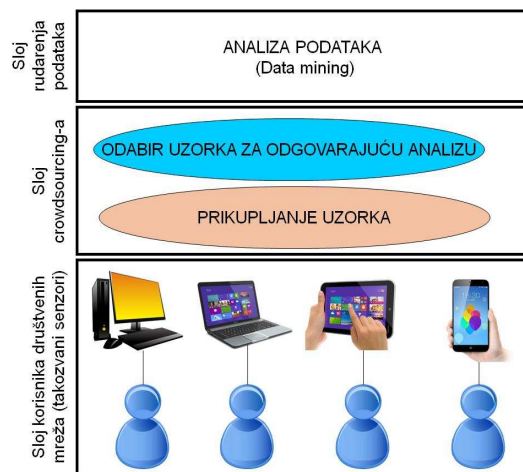 Sloj
rudarenja
podataka
ANALIZA PODATAKA
(Data mining)
Sloj
crowdsourcing-a
ODABIR UZORKA ZA ODGOVARAJUĆU ANALIZU
PRIKUPLJANJE UZORKA
Sloj korisnika društvenih
mreža (takozvani senzori)